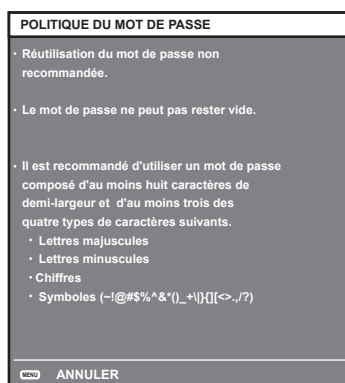 POLITIQUE DU MOT DE PASSE
· Réutilisation du mot de passe non
recommandée.
· Le mot de passe ne peut pas rester vide.
· Il est recommandé d'utiliser un mot de passe
composé d'au moins huit caractères de
demi-largeur et d'au moins trois des
quatre types de caractères suivants.
· Lettres majuscules
· Lettres minuscules
· Chiffres
· Symboles (~!@#$%^&*()_+\|}{][<>.,/?)
MENU ANNULER